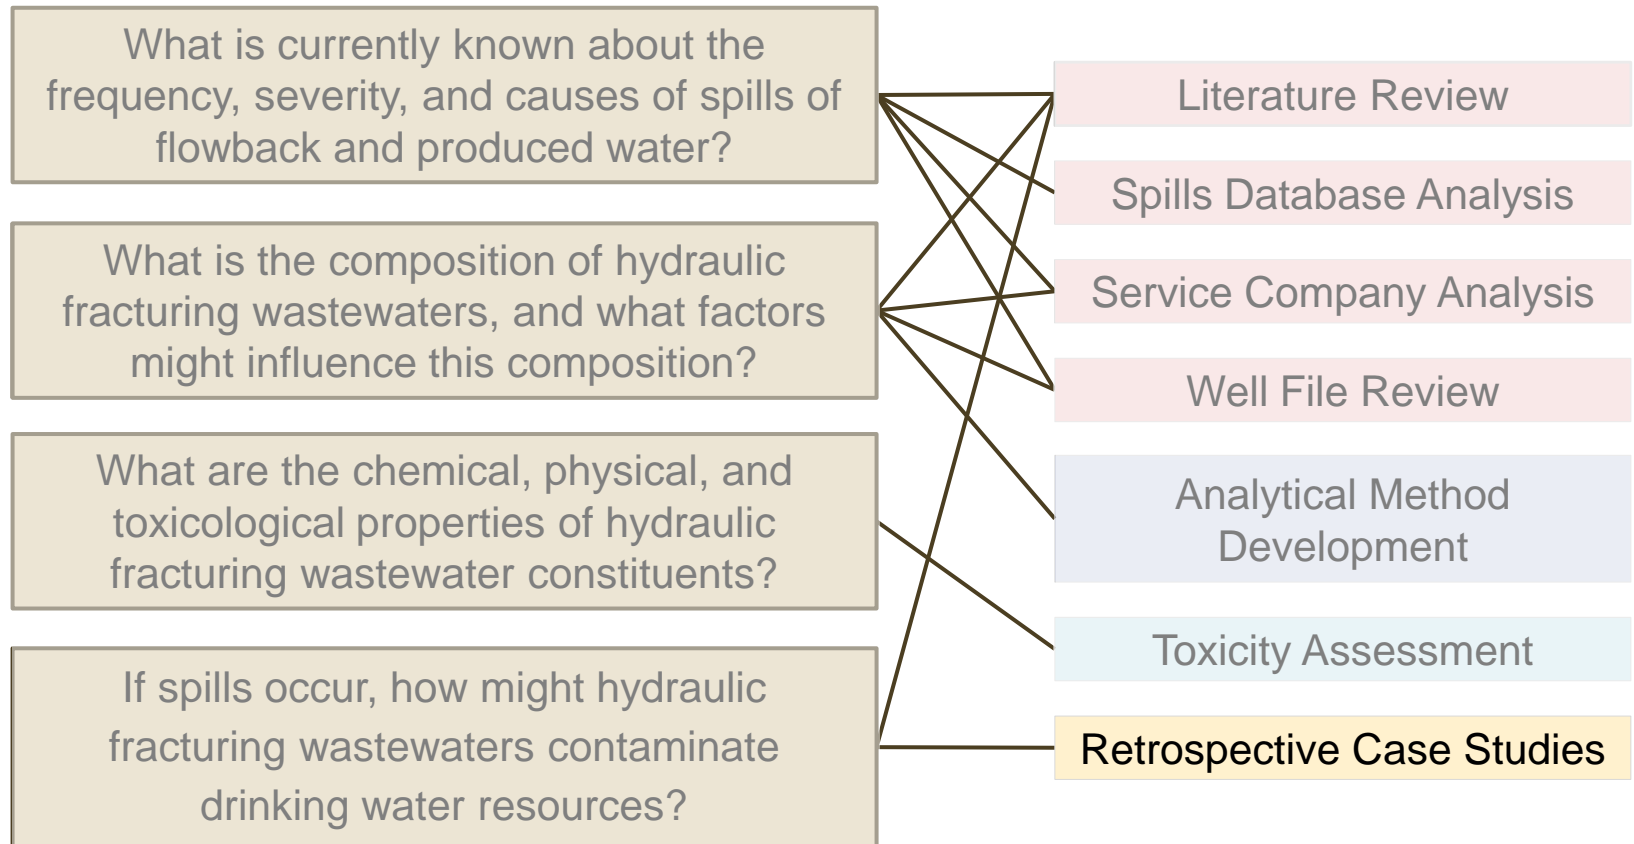 What is currently known about the
frequency, severity, and causes of spills of
flowback and produced water?
What is the composition of hydraulic
fracturing wastewaters, and what factors
might influence this composition?
What are the chemical, physical, and
toxicological properties of hydraulic
fracturing wastewater constituents?
If spills occur, how might hydraulic
fracturing wastewaters contaminate
drinking water resources?
Literature Review
Spills Database Analysis
Service Company Analysis
Well File Review
Analytical Method
Development
Toxicity Assessment
Retrospective Case Studies